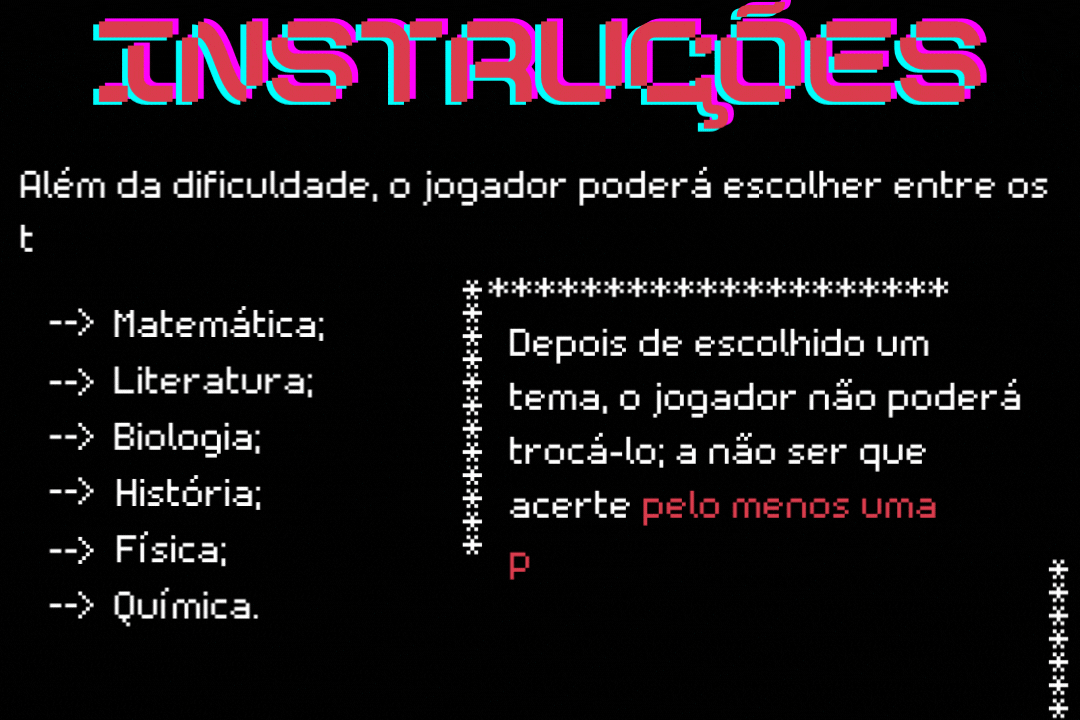 INSTRUÇÕES
Além da dificuldade, o jogador poderá escolher entre os
t
--> Matemática;
--> Literatura;
--> Biologia;
--> História;
--> Física;
--> Química.
*********************
Depois de escolhido um
tema, o jogador não poderá
trocá-lo; a não ser que
acerte pelo menos uma
p